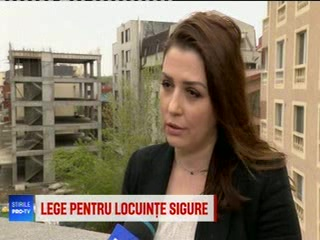 ȘTIRILE
PRO•TV
LEGE PENTRU LOCUINȚE SIGURE